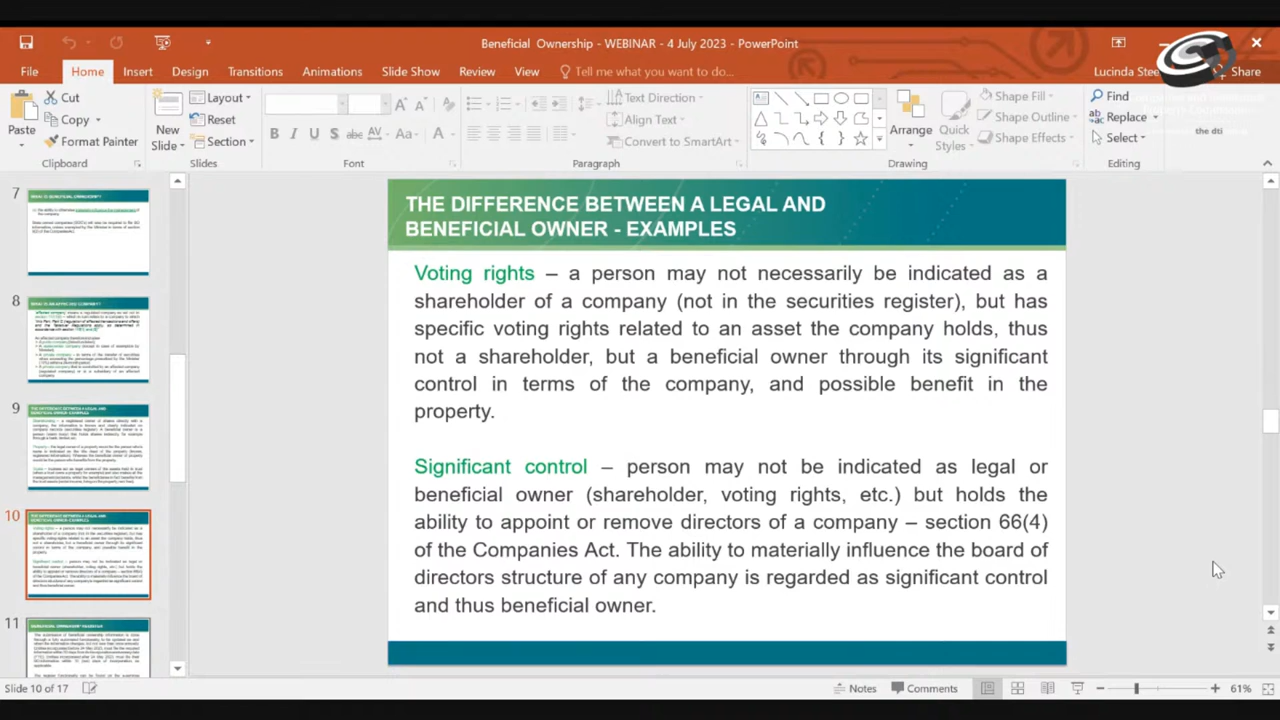 Beneficial Ownership - WEBINAR - 4 July 2023 - PowerPoint
File Home Insert Design Transitions Animations Slide Show Review View Tell me what you want to do... Lucinda Stee Share
Paste Cut Copy Format Painter Clipboard
New Slide Layout Reset Section Slides
B I U S abc AV Aa A Font
Text Direction Align Text Convert to SmartArt Paragraph
Arrange Quick Styles Shape Fill Shape Outline Shape Effects Drawing
Find Replace Select Editing
the dti
7
8
9
10
11
THE DIFFERENCE BETWEEN A LEGAL AND
BENEFICIAL OWNER - EXAMPLES
Voting rights – a person may not necessarily be indicated as a
shareholder of a company (not in the securities register), but has
specific voting rights related to an asset the company holds, thus
not a shareholder, but a beneficial owner through its significant
control in terms of the company, and possible benefit in the
property.
Significant control – person may not indicated an legal or
beneficial owner (shareholder, voting rights, etc.) but holds the
ability to appoint or remove directors of a company – section 66(4)
of the Companies Act. The ability to materially influence the board of
directors/structure of any company is regarded as significant control
and thus beneficial owner.
Slide 10 of 17 Notes Comments 61%